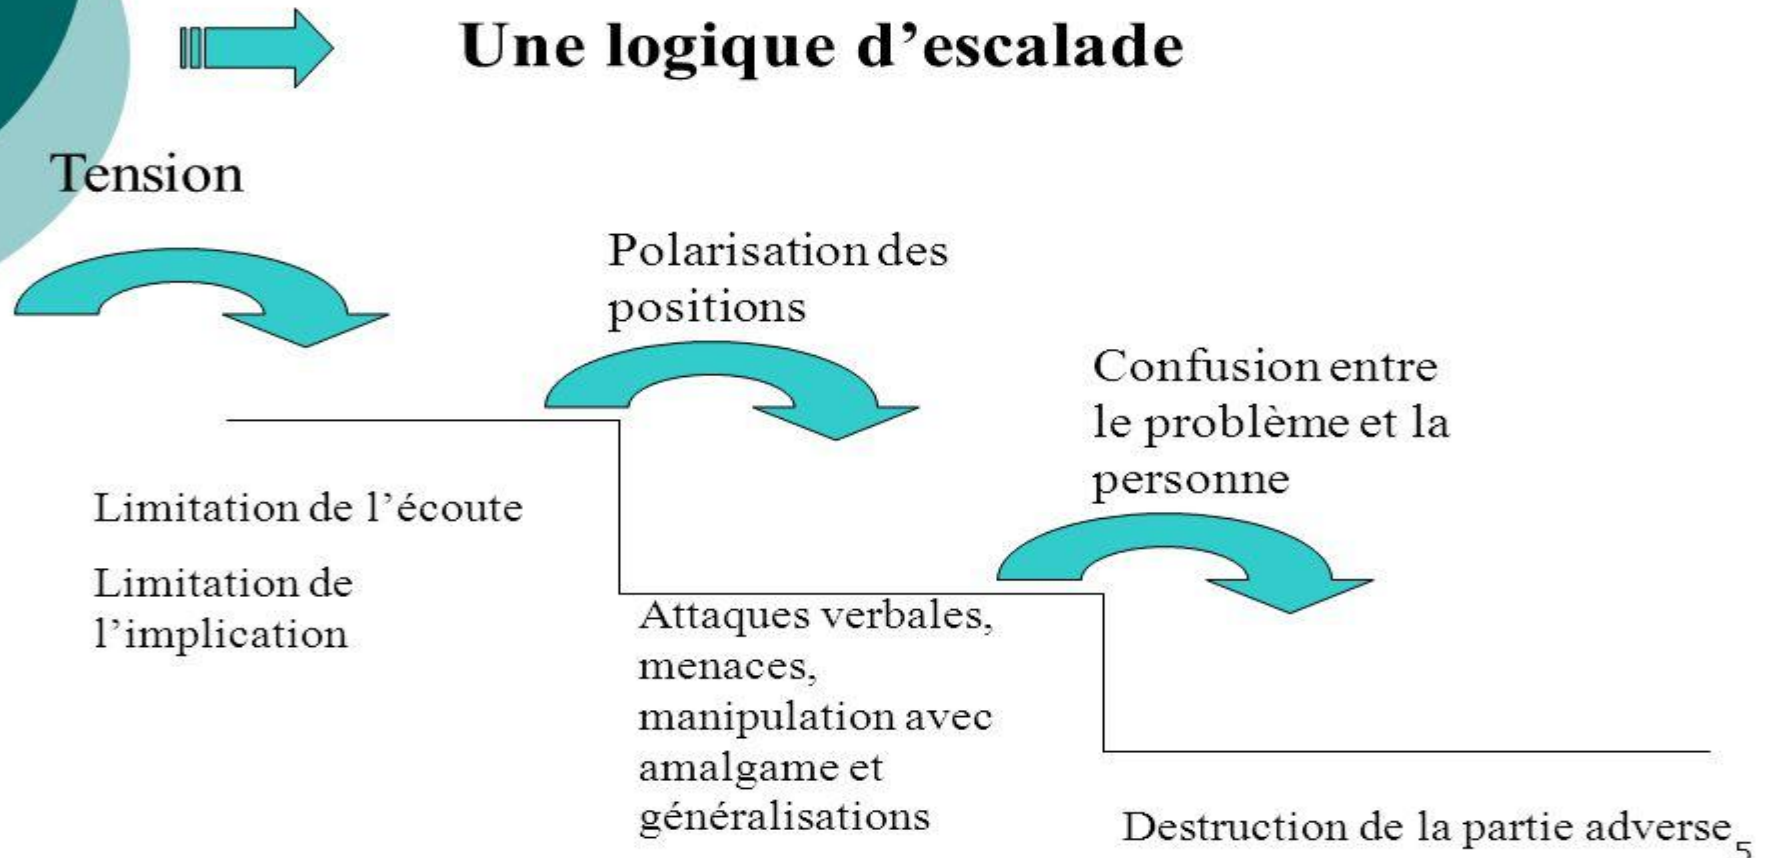 Une logique d’escalade
Tension
Polarisation des
positions
Confusion entre
le problème et la
personne
Limitation de l’écoute
Limitation de
l’implication
Attaques verbales,
menaces,
manipulation avec
amalgame et
généralisations
Destruction de la partie adverse
5